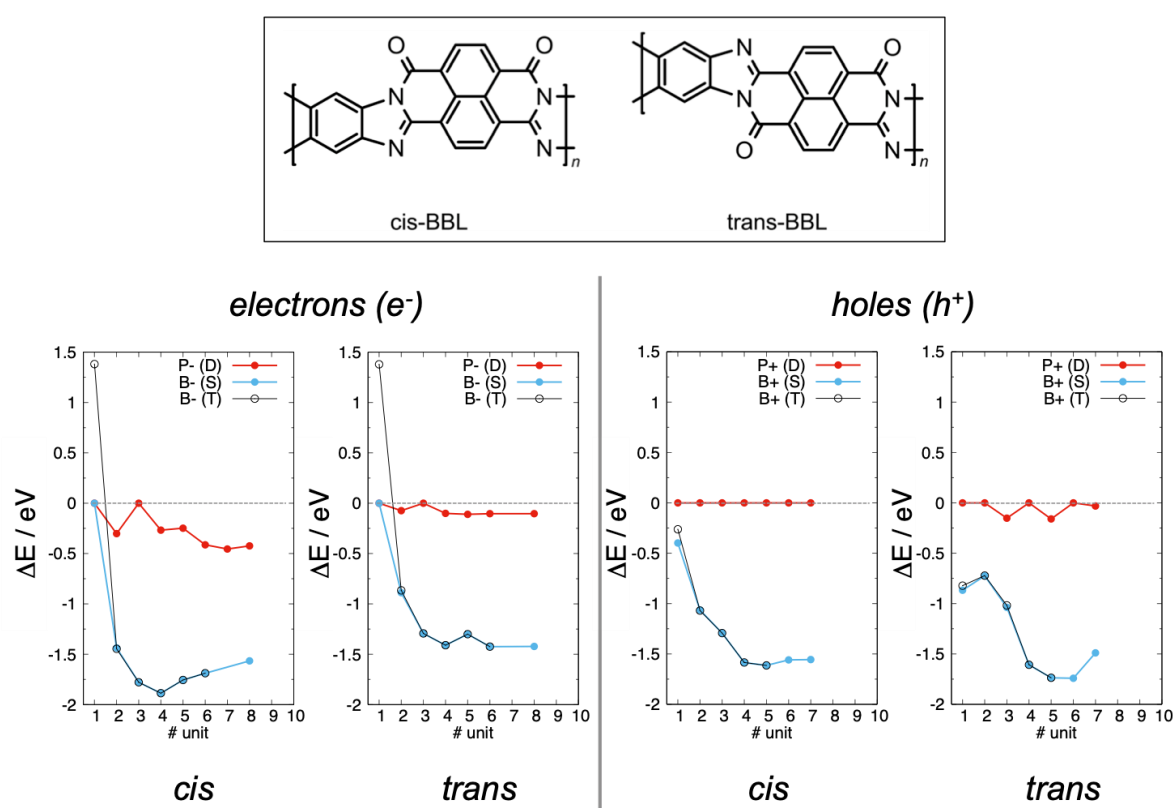 O O N N N N n
cis-BBL
N N O O N N n
trans-BBL
electrons (e-)
holes (h+)
P- (D)
B- (S)
B- (T)
1.5
1
0.5
0
-0.5
-1
-1.5
-2
ΔE / eV
1 2 3 4 5 6 7 8 9 10
# unit
cis
P- (D)
B- (S)
B- (T)
1.5
1
0.5
0
-0.5
-1
-1.5
-2
ΔE / eV
1 2 3 4 5 6 7 8 9 10
# unit
trans
P+ (D)
B+ (S)
B+ (T)
1.5
1
0.5
0
-0.5
-1
-1.5
-2
ΔE / eV
1 2 3 4 5 6 7 8 9 10
# unit
cis
P+ (D)
B+ (S)
B+ (T)
1.5
1
0.5
0
-0.5
-1
-1.5
-2
ΔE / eV
1 2 3 4 5 6 7 8 9 10
# unit
trans